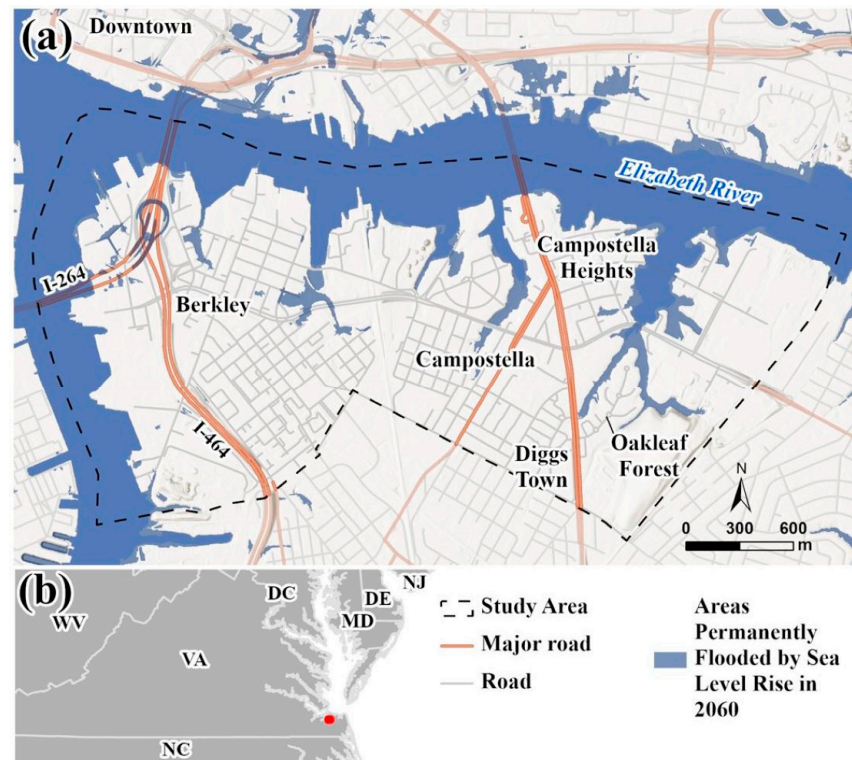 (a)
Downtown
Elizabeth River
I-264
Berkley
Campostella
Heights
Campostella
I-464
Diggs
Town
Oakleaf
Forest
N
0 300 600
m
(b)
WV
VA
DC
MD
DE
NJ
NC
Study Area
Major road
Road
Areas
Permanently
Flooded by Sea
Level Rise in
2060